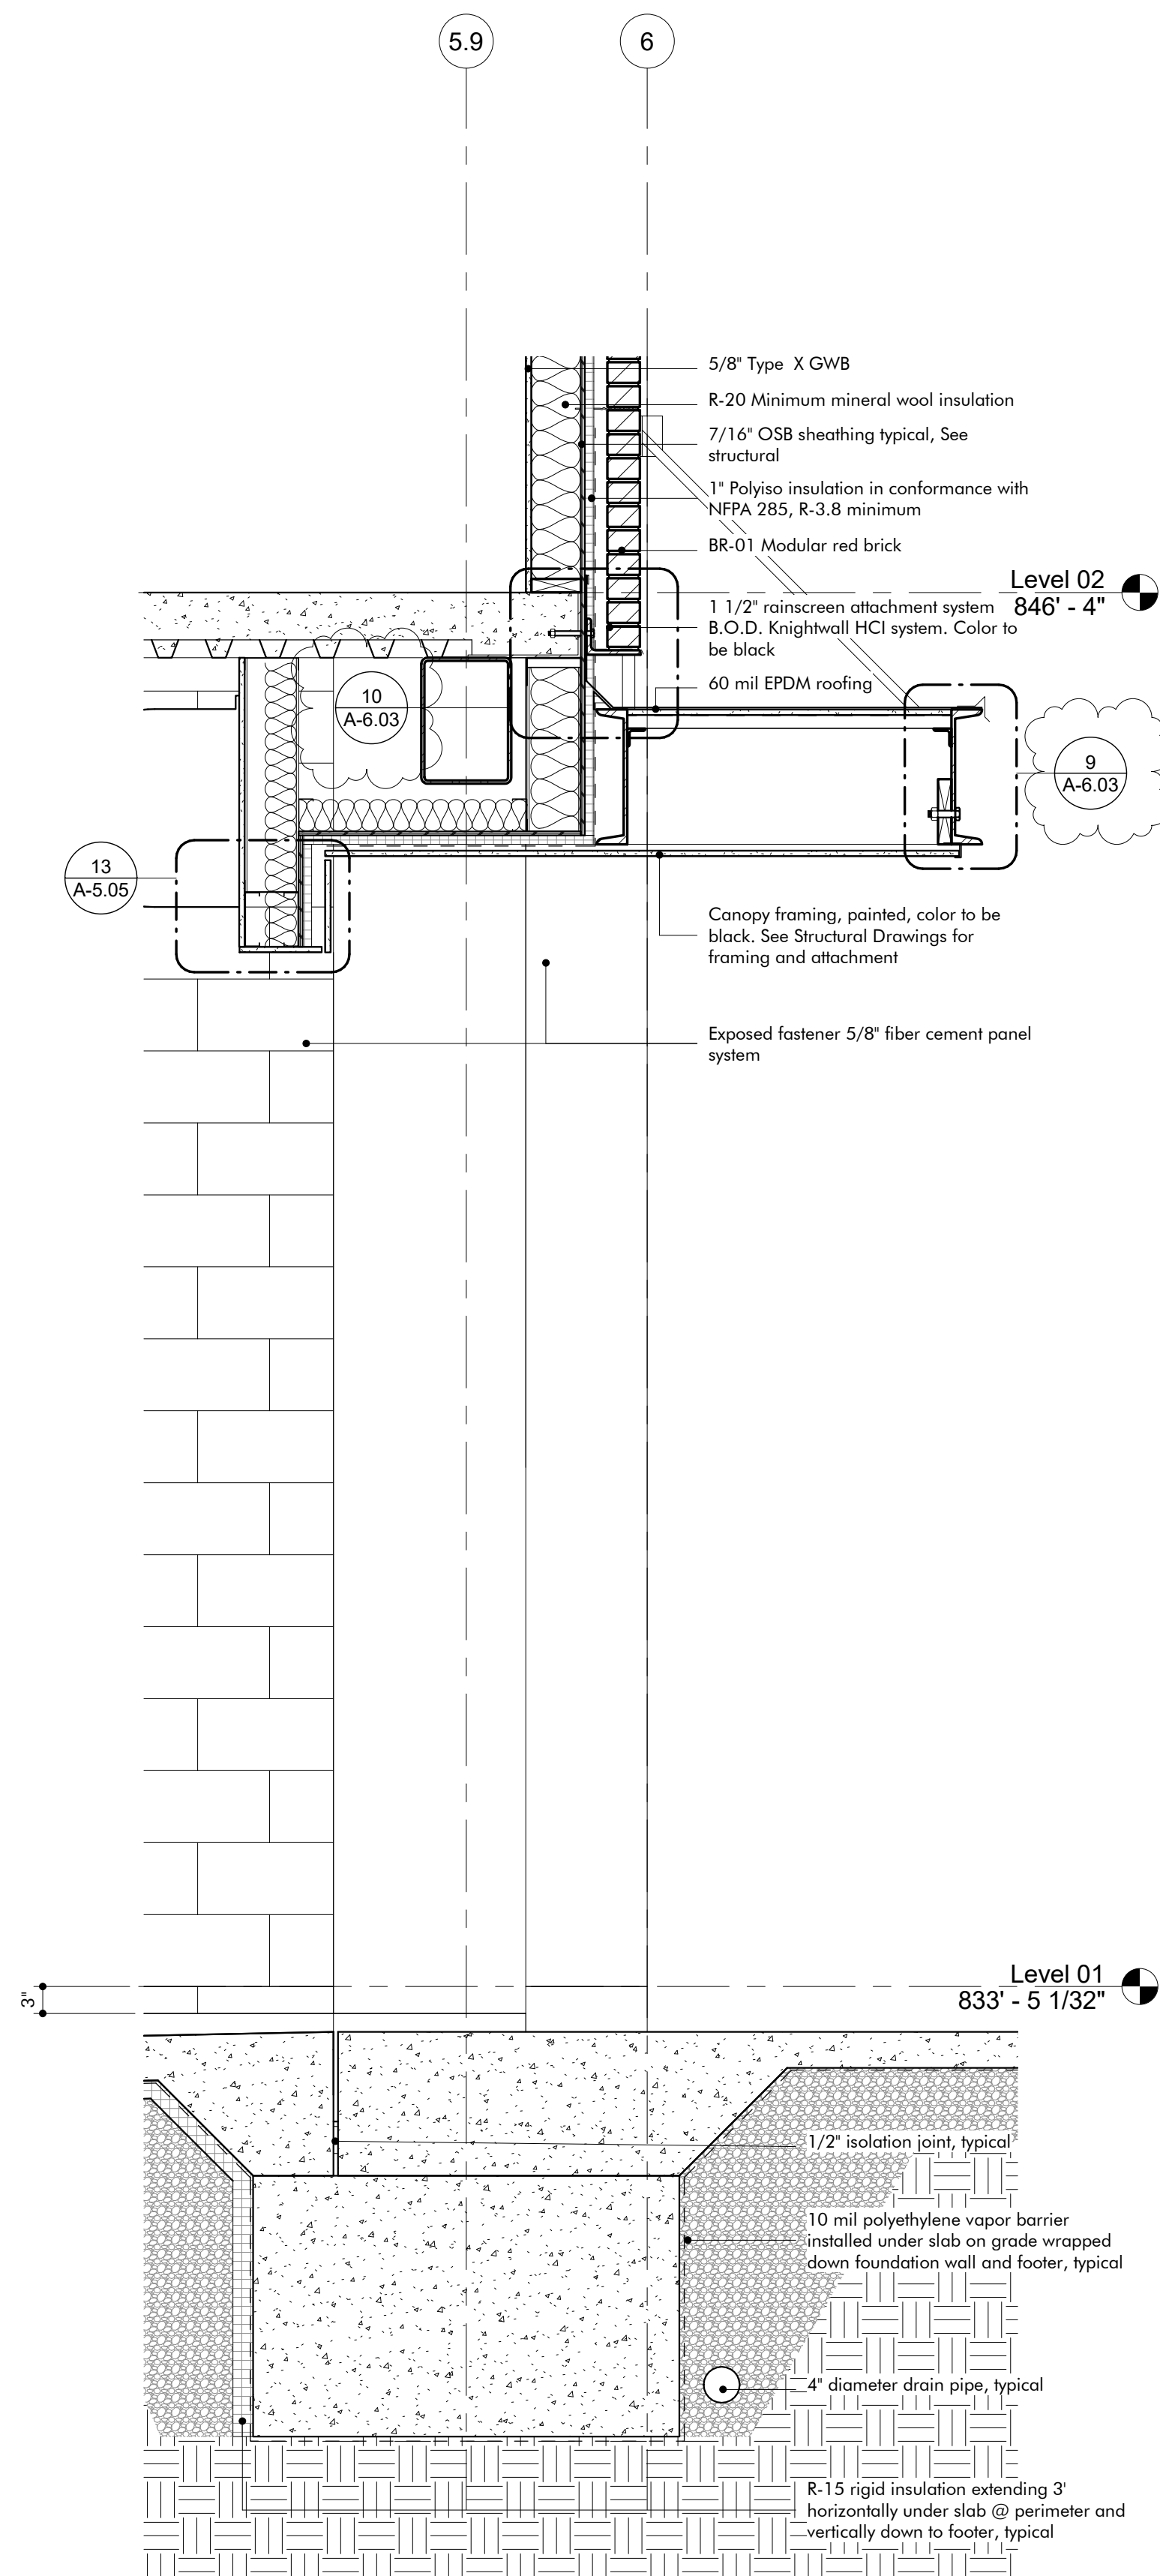 5.9
6
5/8" Type X GWB
R-20 Minimum mineral wool insulation
7/16" OSB sheathing typical, See
structural
1" Polyiso insulation in conformance with
NFPA 285, R-3.8 minimum
BR-01 Modular red brick
Level 02
846' - 4"
1 1/2" rainscreen attachment system
B.O.D. Knightwall HCI system. Color to
be black
60 mil EPDM roofing
10
A-6.03
9
A-6.03
13
A-5.05
Canopy framing, painted, color to be
black. See Structural Drawings for
framing and attachment
Exposed fastener 5/8" fiber cement panel
system
Level 01
833' - 5 1/32"
3"
1/2" isolation joint, typical
10 mil polyethylene vapor barrier
installed under slab on grade wrapped
down foundation wall and footer, typical
4" diameter drain pipe, typical
R-15 rigid insulation extending 3'
horizontally under slab @ perimeter and
vertically down to footer, typical